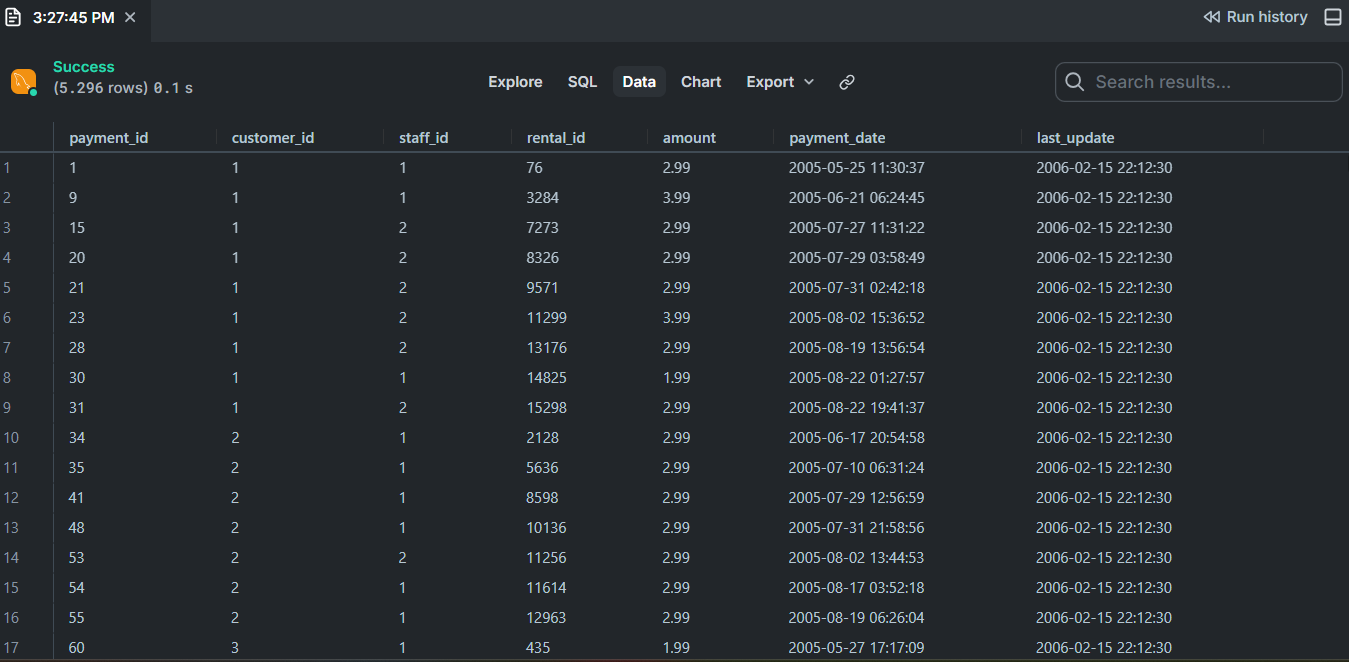 3:27:45 PM × Run history
Success
(5.296 rows) 0.1 s
Explore SQL Data Chart Export Search results...
payment_id customer_id staff_id rental_id amount payment_date last_update
1 1 1 1 76 2.99 2005-05-25 11:30:37 2006-02-15 22:12:30
2 9 1 1 3284 3.99 2005-06-21 06:24:45 2006-02-15 22:12:30
3 15 1 2 7273 2.99 2005-07-27 11:31:22 2006-02-15 22:12:30
4 20 1 2 8326 2.99 2005-07-29 03:58:49 2006-02-15 22:12:30
5 21 1 2 9571 2.99 2005-07-31 02:42:18 2006-02-15 22:12:30
6 23 1 2 11299 3.99 2005-08-02 15:36:52 2006-02-15 22:12:30
7 28 1 2 13176 2.99 2005-08-19 13:56:54 2006-02-15 22:12:30
8 30 1 1 14825 1.99 2005-08-22 01:27:57 2006-02-15 22:12:30
9 31 1 2 15298 2.99 2005-08-22 19:41:37 2006-02-15 22:12:30
10 34 2 1 2128 2.99 2005-06-17 20:54:58 2006-02-15 22:12:30
11 35 2 1 5636 2.99 2005-07-10 06:31:24 2006-02-15 22:12:30
12 41 2 1 8598 2.99 2005-07-29 12:56:59 2006-02-15 22:12:30
13 48 2 1 10136 2.99 2005-07-31 21:58:56 2006-02-15 22:12:30
14 53 2 2 11256 2.99 2005-08-02 13:44:53 2006-02-15 22:12:30
15 54 2 1 11614 2.99 2005-08-17 03:52:18 2006-02-15 22:12:30
16 55 2 1 12963 2.99 2005-08-19 06:26:04 2006-02-15 22:12:30
17 60 3 1 435 1.99 2005-05-27 17:17:09 2006-02-15 22:12:30